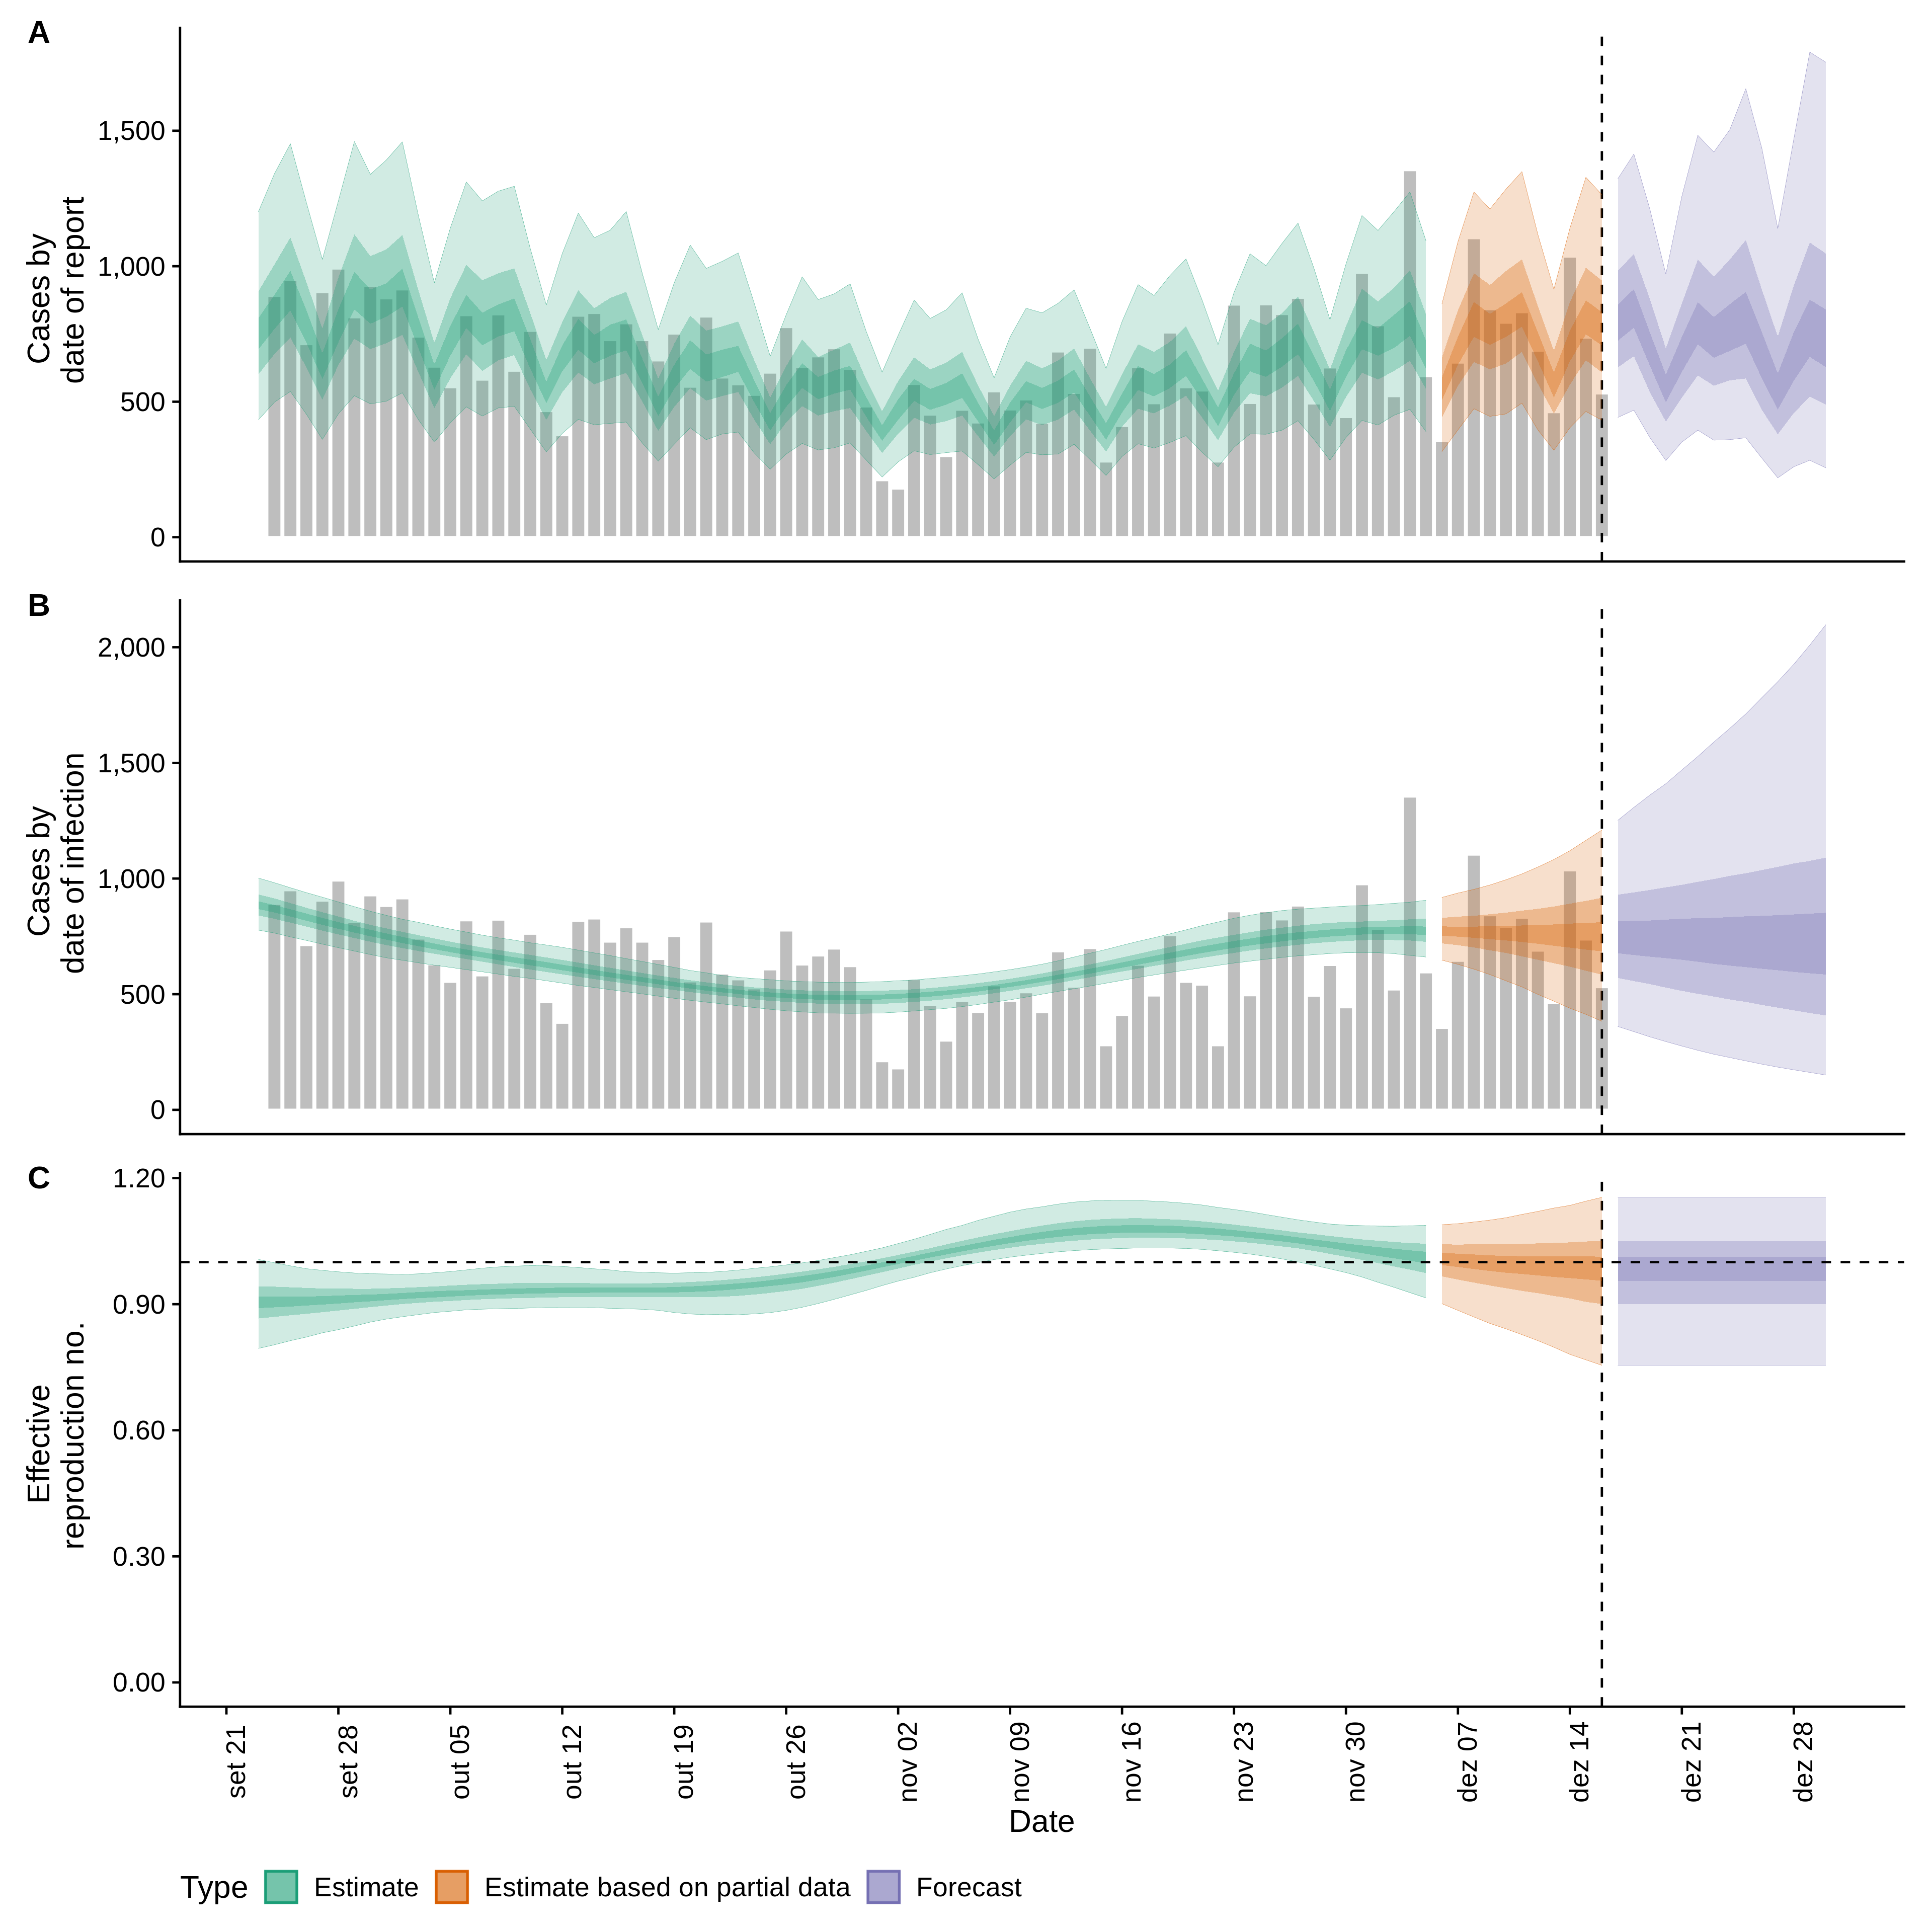 A
Cases by
date of report
1,500
1,000
500
0
B
Cases by
date of infection
2,000
1,500
1,000
500
0
C
Effective
reproduction no.
1.20
0.90
0.60
0.30
0.00
set 21
set 28
out 05
out 12
out 19
out 26
nov 02
nov 09
nov 16
nov 23
nov 30
dez 07
dez 14
dez 21
dez 28
Date
Type
Estimate
Estimate based on partial data
Forecast